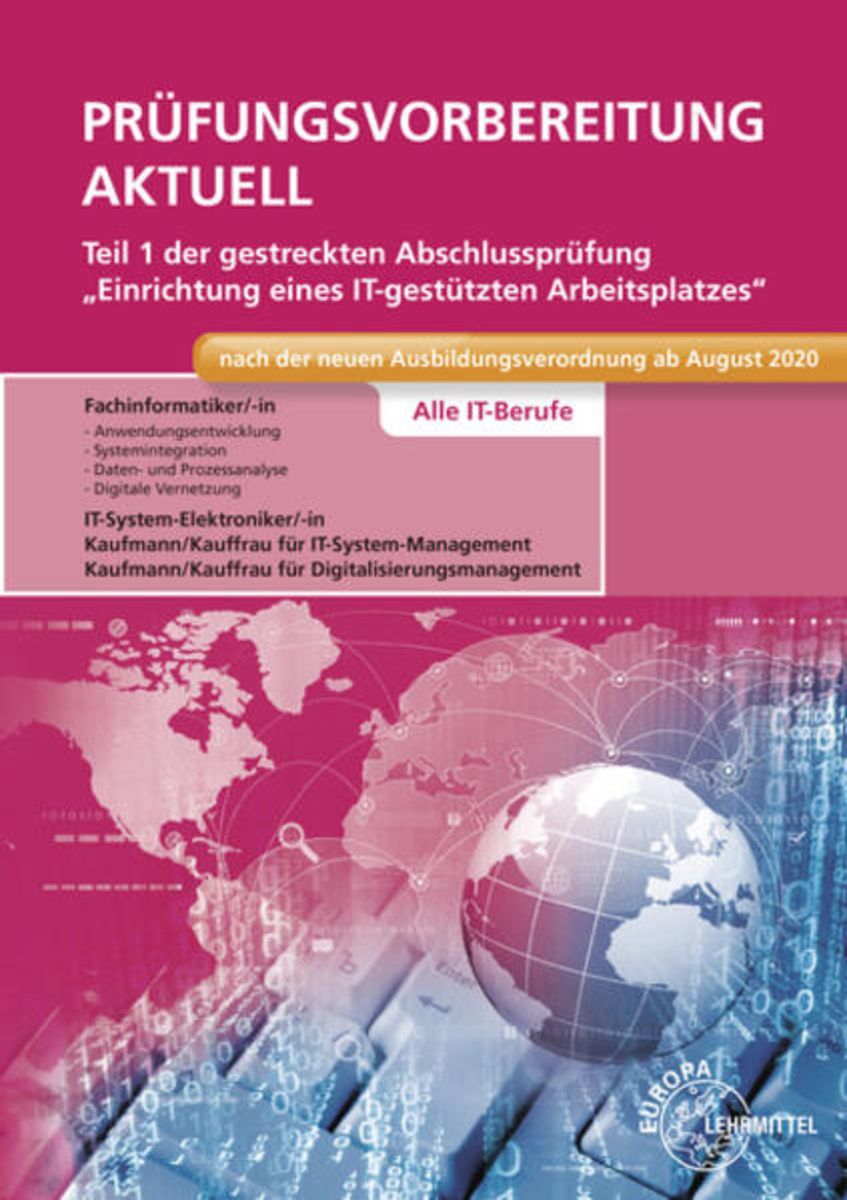 PRÜFUNGSVORBEREITUNG
AKTUELL
Teil 1 der gestreckten Abschlussprüfung
„Einrichtung eines IT-gestützten Arbeitsplatzes“
nach der neuen Ausbildungsverordnung ab August 2020
Alle IT-Berufe
Fachinformatiker/-in
- Anwendungsentwicklung
- Systemintegration
- Daten- und Prozessanalyse
- Digitale Vernetzung
IT-System-Elektroniker/-in
Kaufmann/Kauffrau für IT-System-Management
Kaufmann/Kauffrau für Digitalisierungsmanagement
Enter
EUROPA
LEHRMITTEL